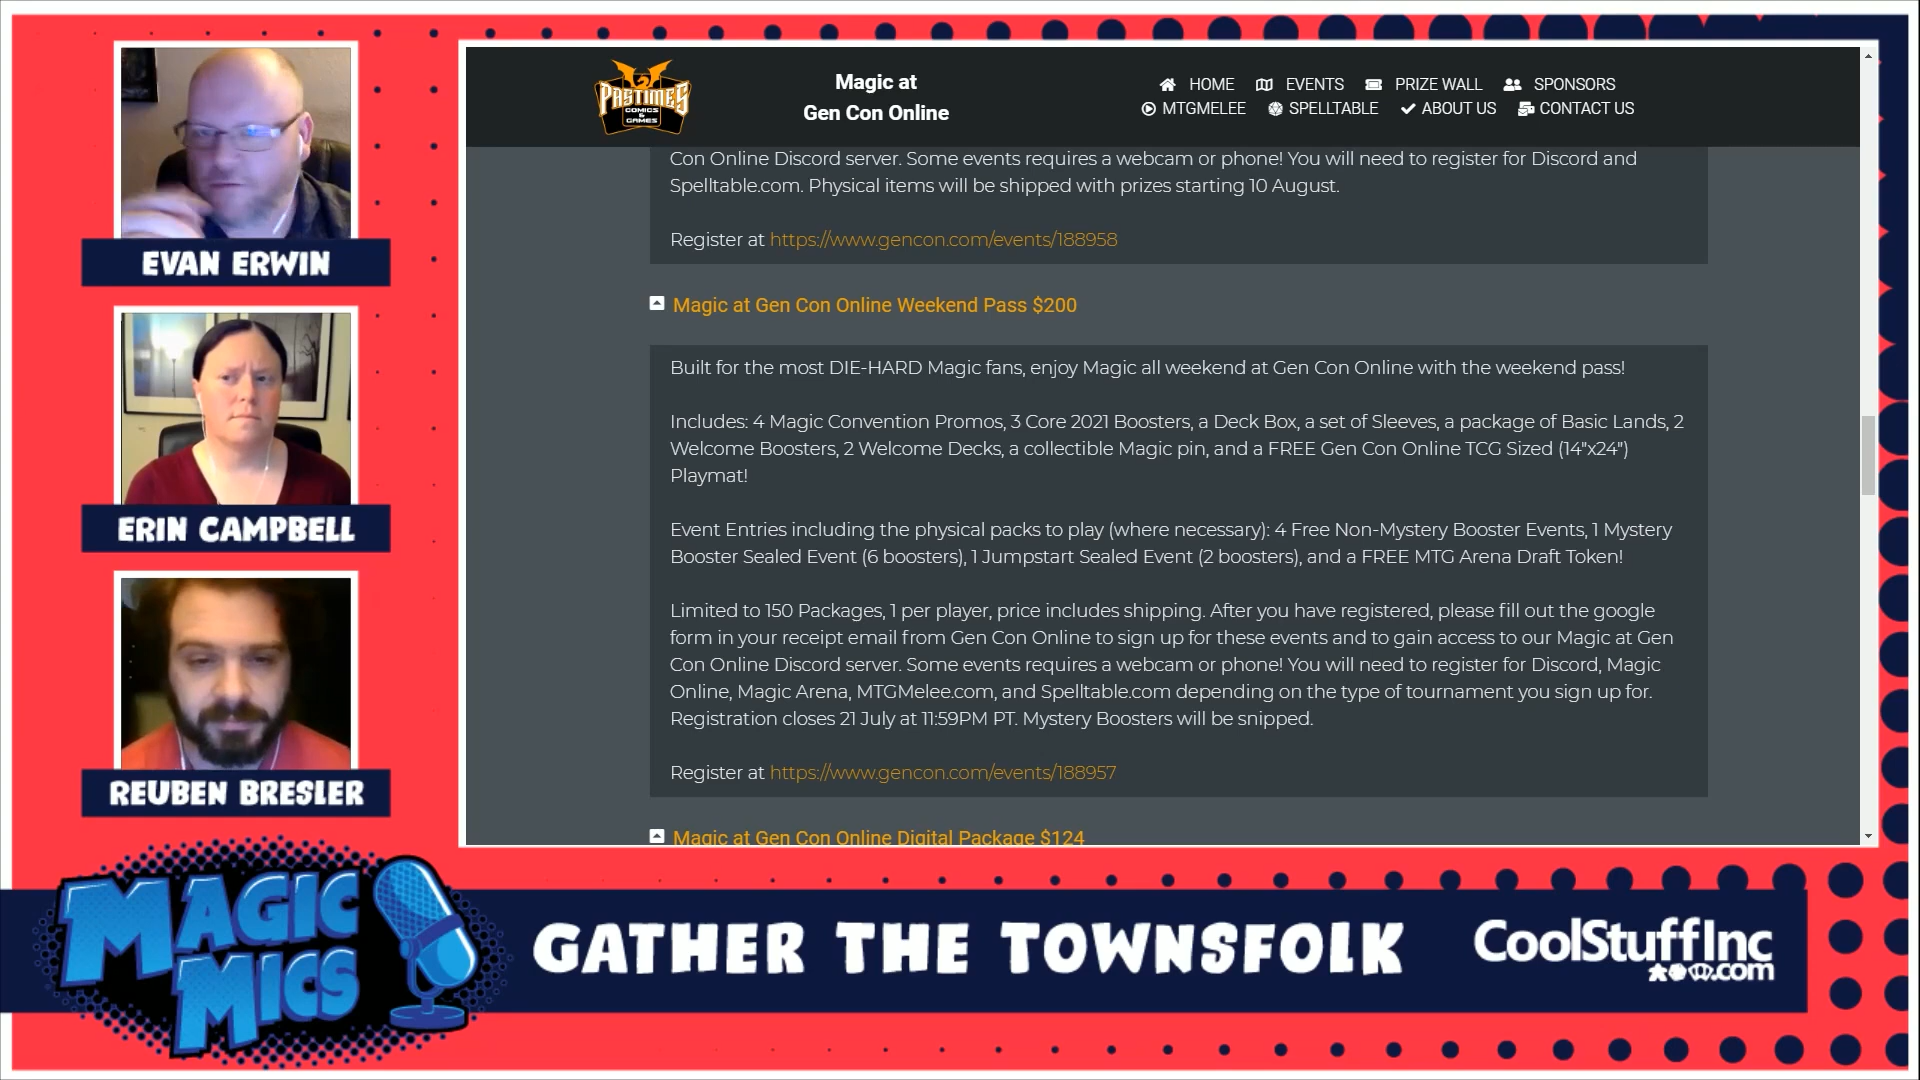 EVAN ERWIN
ERIN CAMPBELL
REUBEN BRESLER
PASTIMES
COMICS
&
GAMES
Magic at
Gen Con Online
HOME EVENTS PRIZE WALL SPONSORS
MTGMELEE SPELLTABLE ABOUT US CONTACT US
Con Online Discord server. Some events requires a webcam or phone! You will need to register for Discord and
Spelltable.com. Physical items will be shipped with prizes starting 10 August.
Register at https://www.gencon.com/events/188958
Magic at Gen Con Online Weekend Pass $200
Built for the most DIE-HARD Magic fans, enjoy Magic all weekend at Gen Con Online with the weekend pass!
Includes: 4 Magic Convention Promos, 3 Core 2021 Boosters, a Deck Box, a set of Sleeves, a package of Basic Lands, 2
Welcome Boosters, 2 Welcome Decks, a collectible Magic pin, and a FREE Gen Con Online TCG Sized (14"x24")
Playmat!
Event Entries including the physical packs to play (where necessary): 4 Free Non-Mystery Booster Events, 1 Mystery
Booster Sealed Event (6 boosters), 1 Jumpstart Sealed Event (2 boosters), and a FREE MTG Arena Draft Token!
Limited to 150 Packages, 1 per player, price includes shipping. After you have registered, please fill out the google
form in your receipt email from Gen Con Online to sign up for these events and to gain access to our Magic at Gen
Con Online Discord server. Some events requires a webcam or phone! You will need to register for Discord, Magic
Online, Magic Arena, MTGMelee.com, and Spelltable.com depending on the type of tournament you sign up for.
Registration closes 21 July at 11:59PM PT. Mystery Boosters will be snipped.
Register at https://www.gencon.com/events/188957
Magic at Gen Con Online Digital Package $124
MAGIC
MICS
GATHER THE TOWNSFOLK
CoolStuffInc
.com